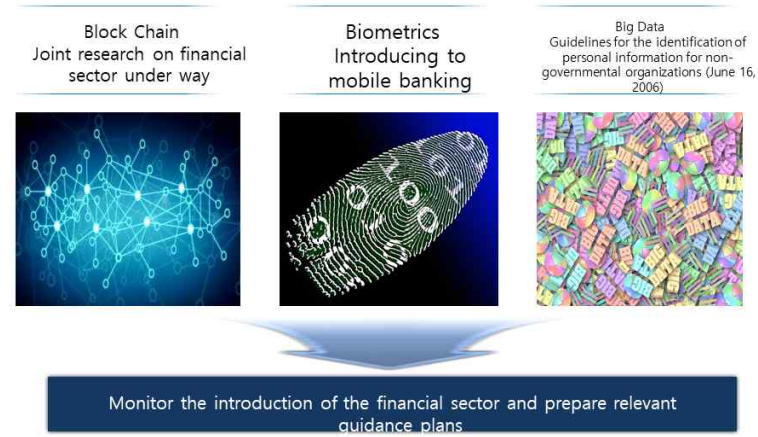 Block Chain
Joint research on financial
sector under way
Biometrics
Introducing to
mobile banking
Big Data
Guidelines for the identification of
personal information for non-
governmental organizations (June 16,
2006)
Monitor the introduction of the financial sector and prepare relevant
guidance plans